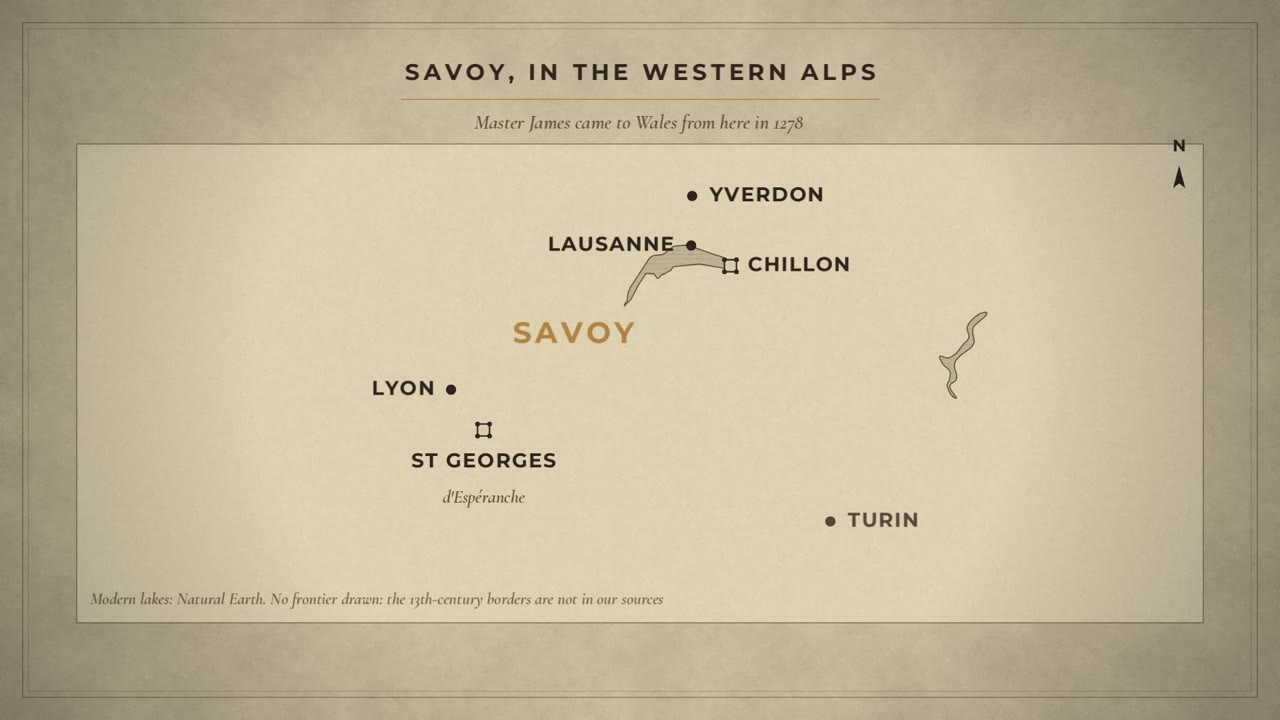 SAVOY, IN THE WESTERN ALPS
Master James came to Wales from here in 1278
N
YVERDON
LAUSANNE
CHILLON
SAVOY
LYON
ST GEORGES
d'Espéranche
TURIN
Modern lakes: Natural Earth. No frontier drawn: the 13th-century borders are not in our sources